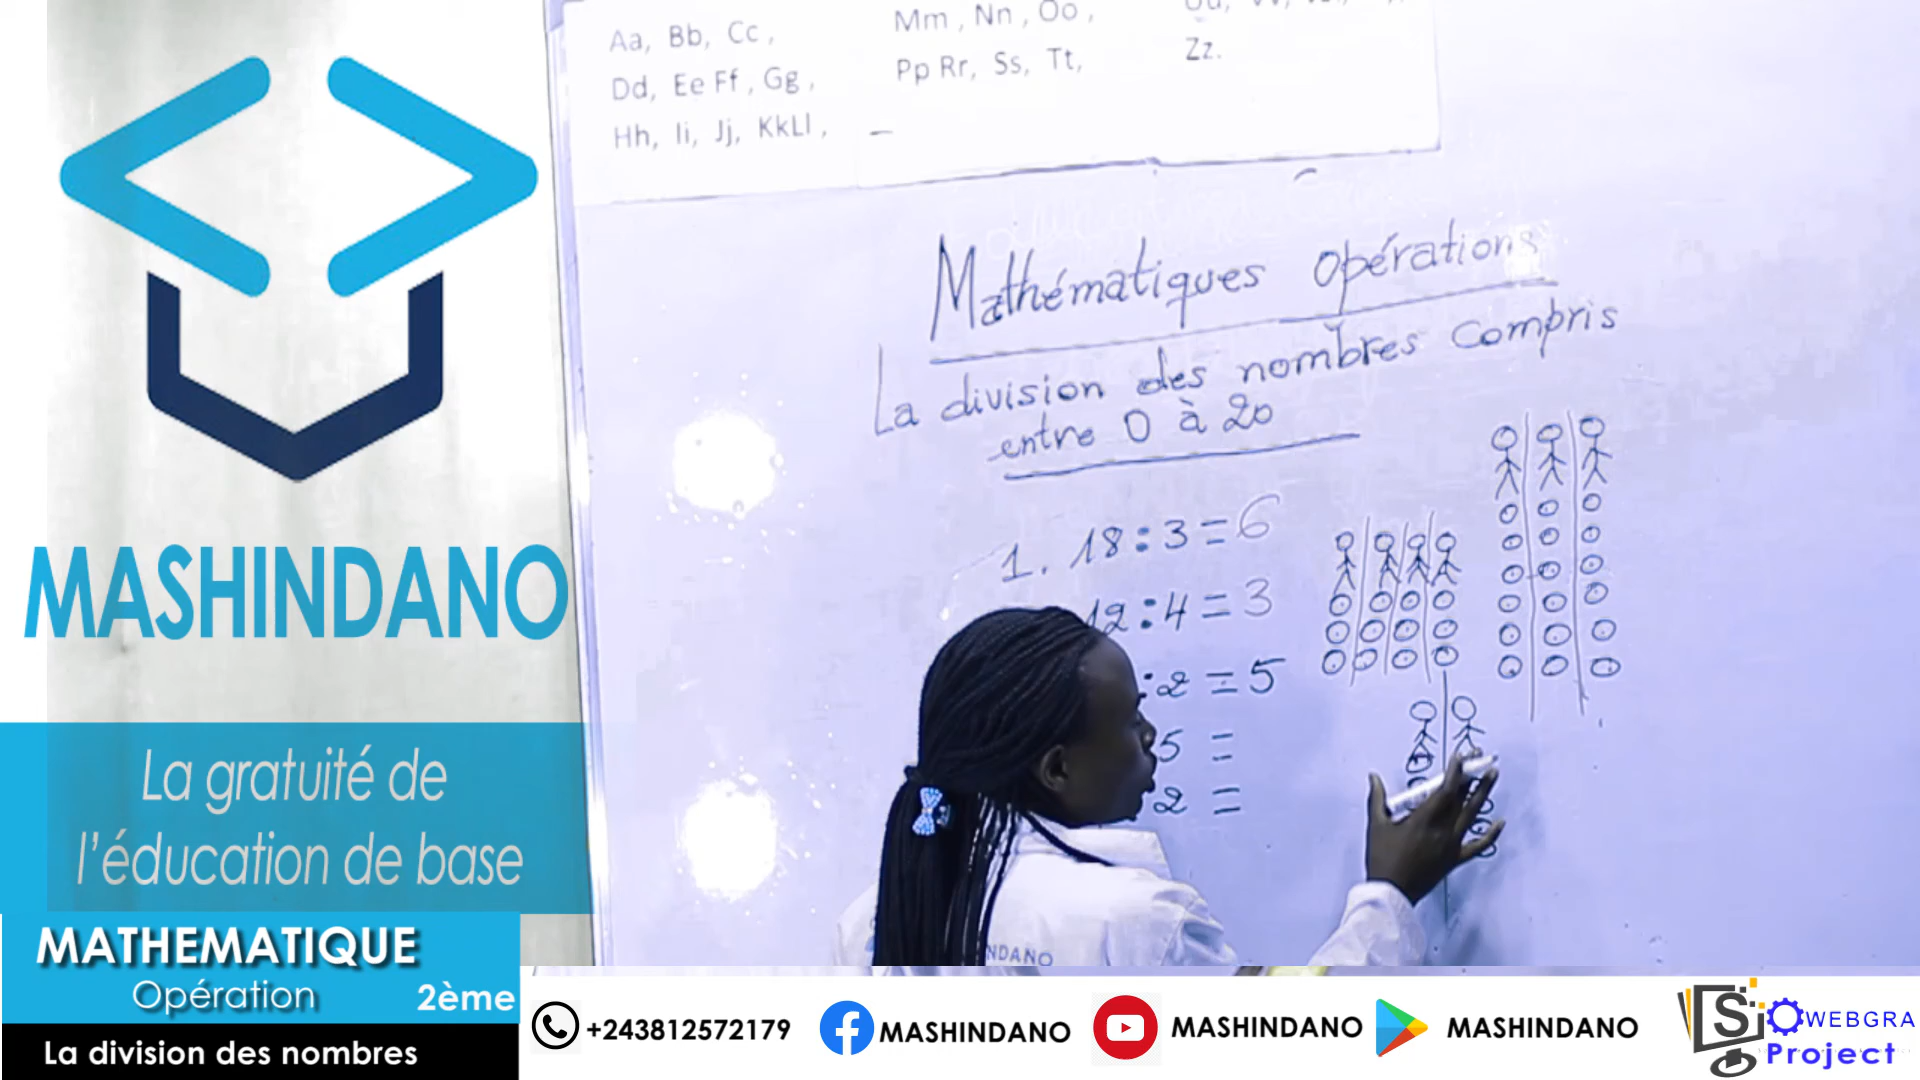 Aa, Bb, Cc,
Dd, Ee Ff, Gg,
Hh, Ii, Jj, KkLl,
Mm, Nn, Oo,
Pp Rr, Ss, Tt,
Zz.
Mathématiques opérations
La division des nombres compris
entre 0 à 20
1. 18:3=6
12:4=3
:2=5
5 =
2 =
MASHINDANO
La gratuité de
l'éducation de base
MATHEMATIQUE
Opération
2ème
La division des nombres
NDANO
+243812572179
MASHINDANO
MASHINDANO
MASHINDANO
WEBGRA
Project